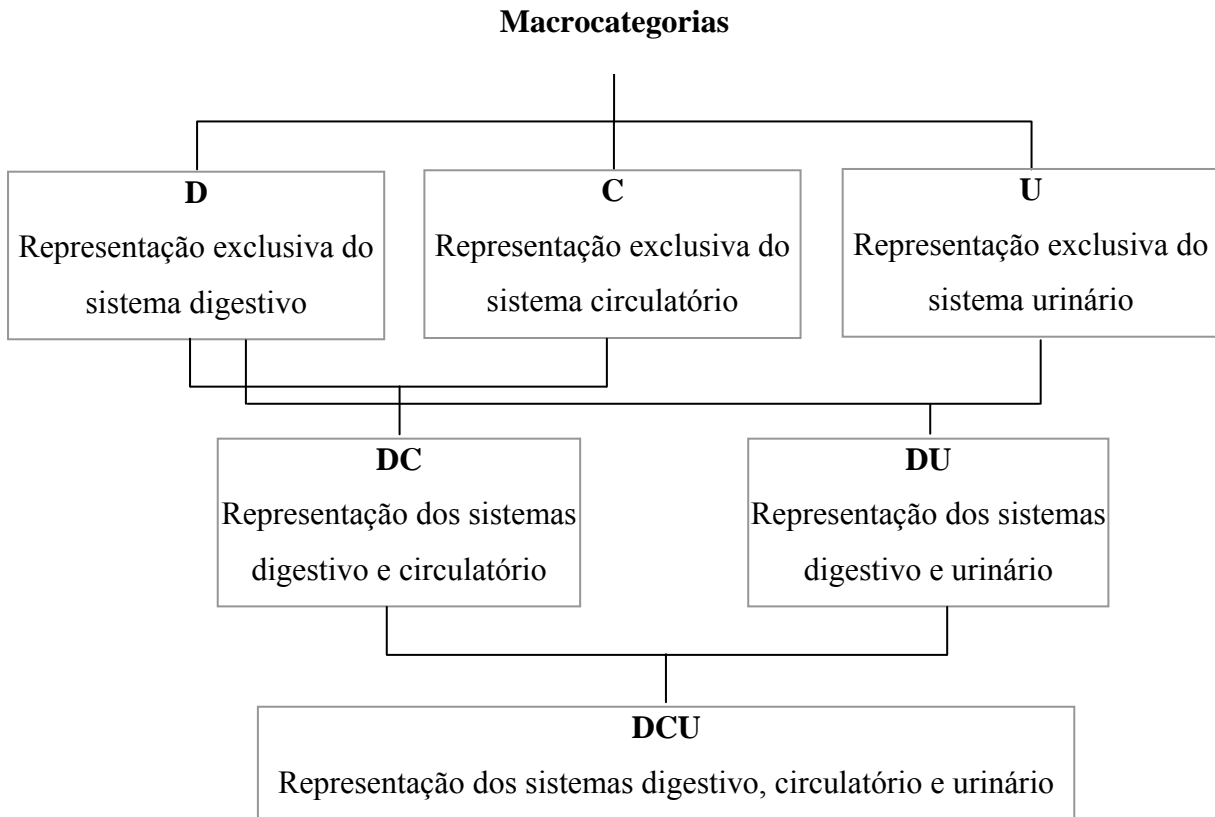 Macrocategorias
D
Representação exclusiva do
sistema digestivo
C
Representação exclusiva do
sistema circulatório
U
Representação exclusiva do
sistema urinário
DC
Representação dos sistemas
digestivo e circulatório
DU
Representação dos sistemas
digestivo e urinário
DCU
Representação dos sistemas digestivo, circulatório e urinário